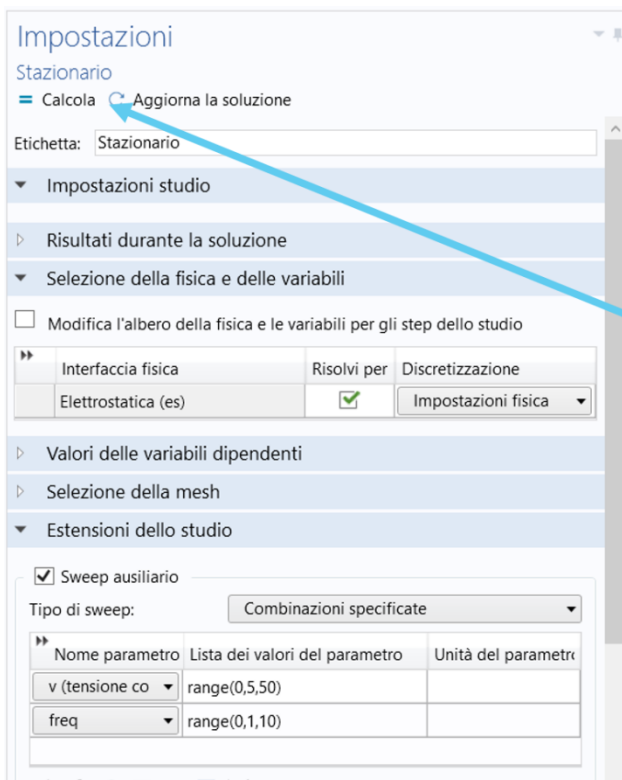 Impostazioni
Stazionario
= Calcola Aggiorna la soluzione
Etichetta: Stazionario
Impostazioni studio
Risultati durante la soluzione
Selezione della fisica e delle variabili
Modifica l'albero della fisica e le variabili per gli step dello studio
Interfaccia fisica Risolvi per Discretizzazione
Elettrostatica (es) Impostazioni fisica
Valori delle variabili dipendenti
Selezione della mesh
Estensioni dello studio
Sweep ausiliario
Tipo di sweep: Combinazioni specificate
Nome parametro Lista dei valori del parametro Unità del parametro
v (tensione co range(0,5,50)
freq range(0,1,10)